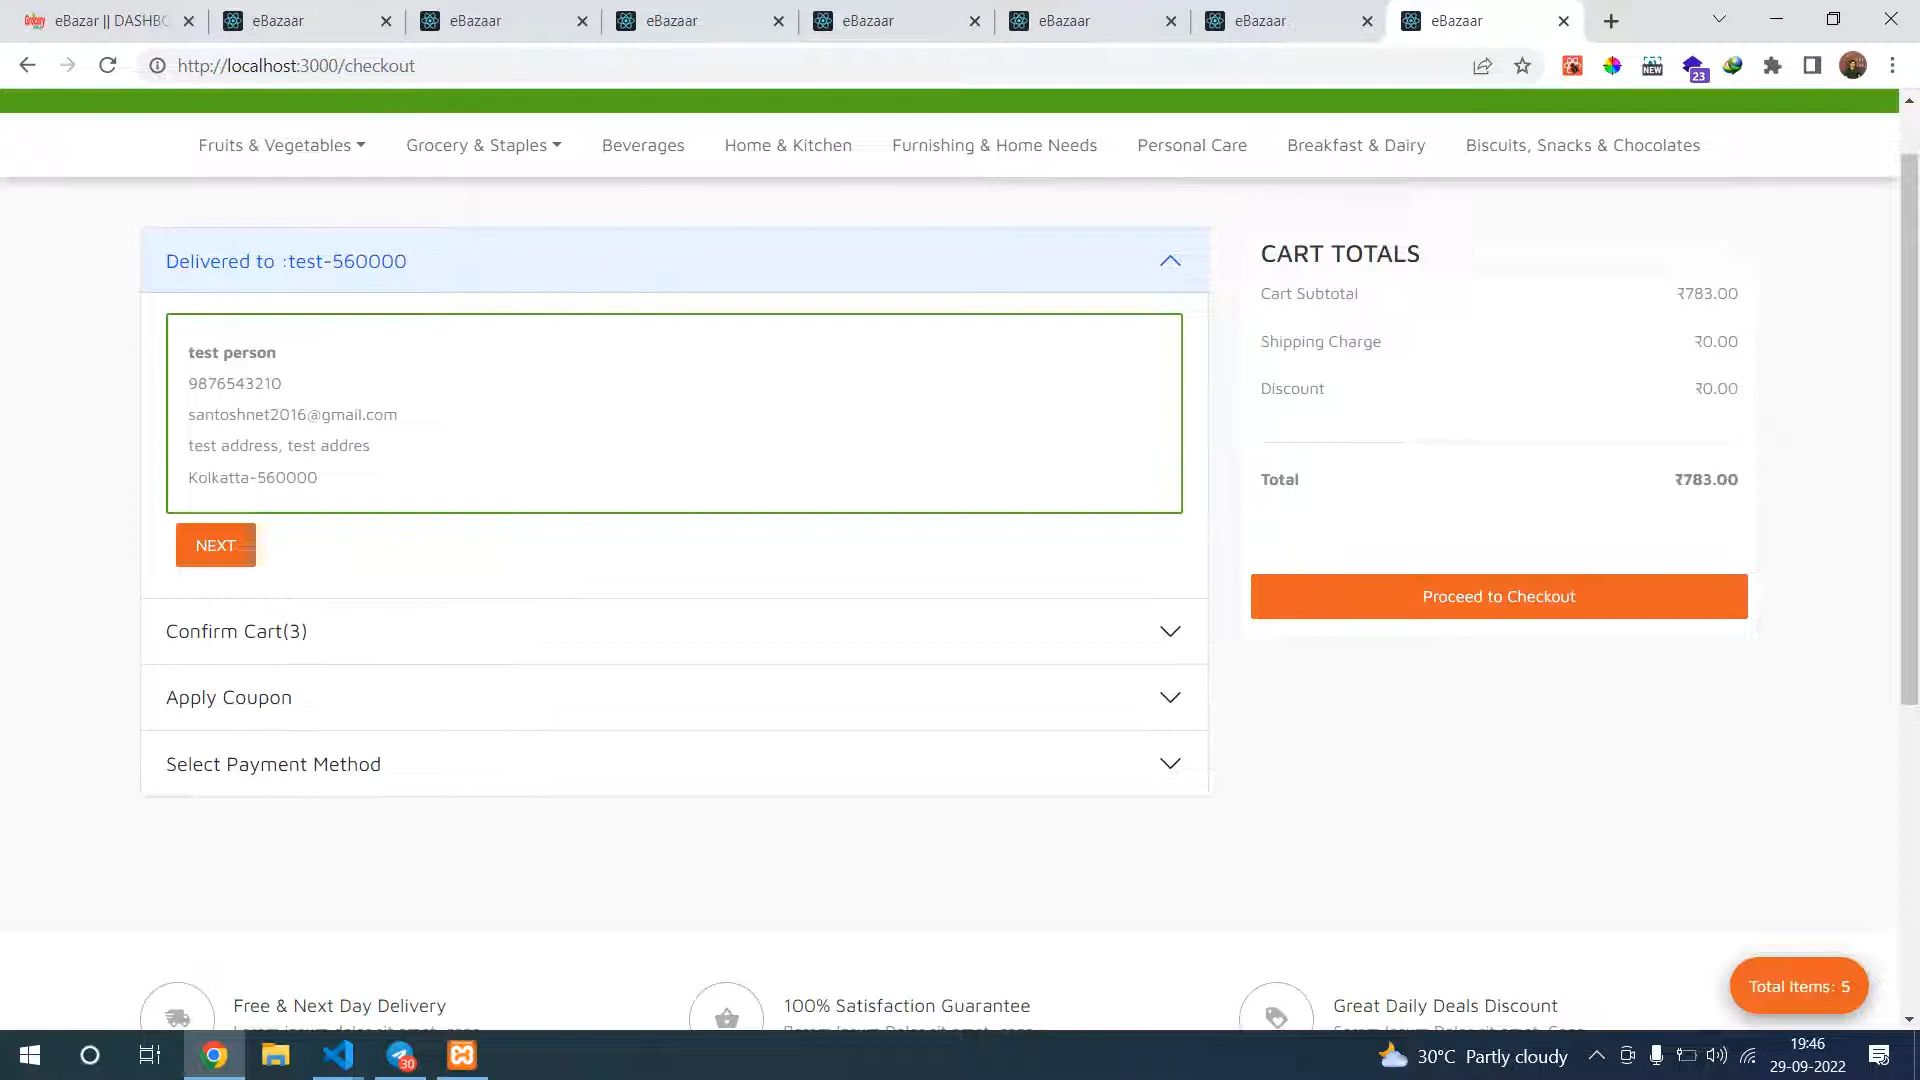 eBazar || DASHBC
eBazaar
eBazaar
eBazaar
eBazaar
eBazaar
eBazaar
eBazaar
http://localhost:3000/checkout
NEW
23
Fruits & Vegetables
Grocery & Staples
Beverages
Home & Kitchen
Furnishing & Home Needs
Personal Care
Breakfast & Dairy
Biscuits, Snacks & Chocolates
Delivered to :test-560000
test person
9876543210
santoshnet2016@gmail.com
test address, test addres
Kolkatta-560000
NEXT
Confirm Cart(3)
Apply Coupon
Select Payment Method
CART TOTALS
Cart Subtotal ₹783.00
Shipping Charge ₹0.00
Discount ₹0.00
Total ₹783.00
Proceed to Checkout
Total Items: 5
Free & Next Day Delivery
100% Satisfaction Guarantee
Great Daily Deals Discount
30
30°C Partly cloudy
19:46
29-09-2022